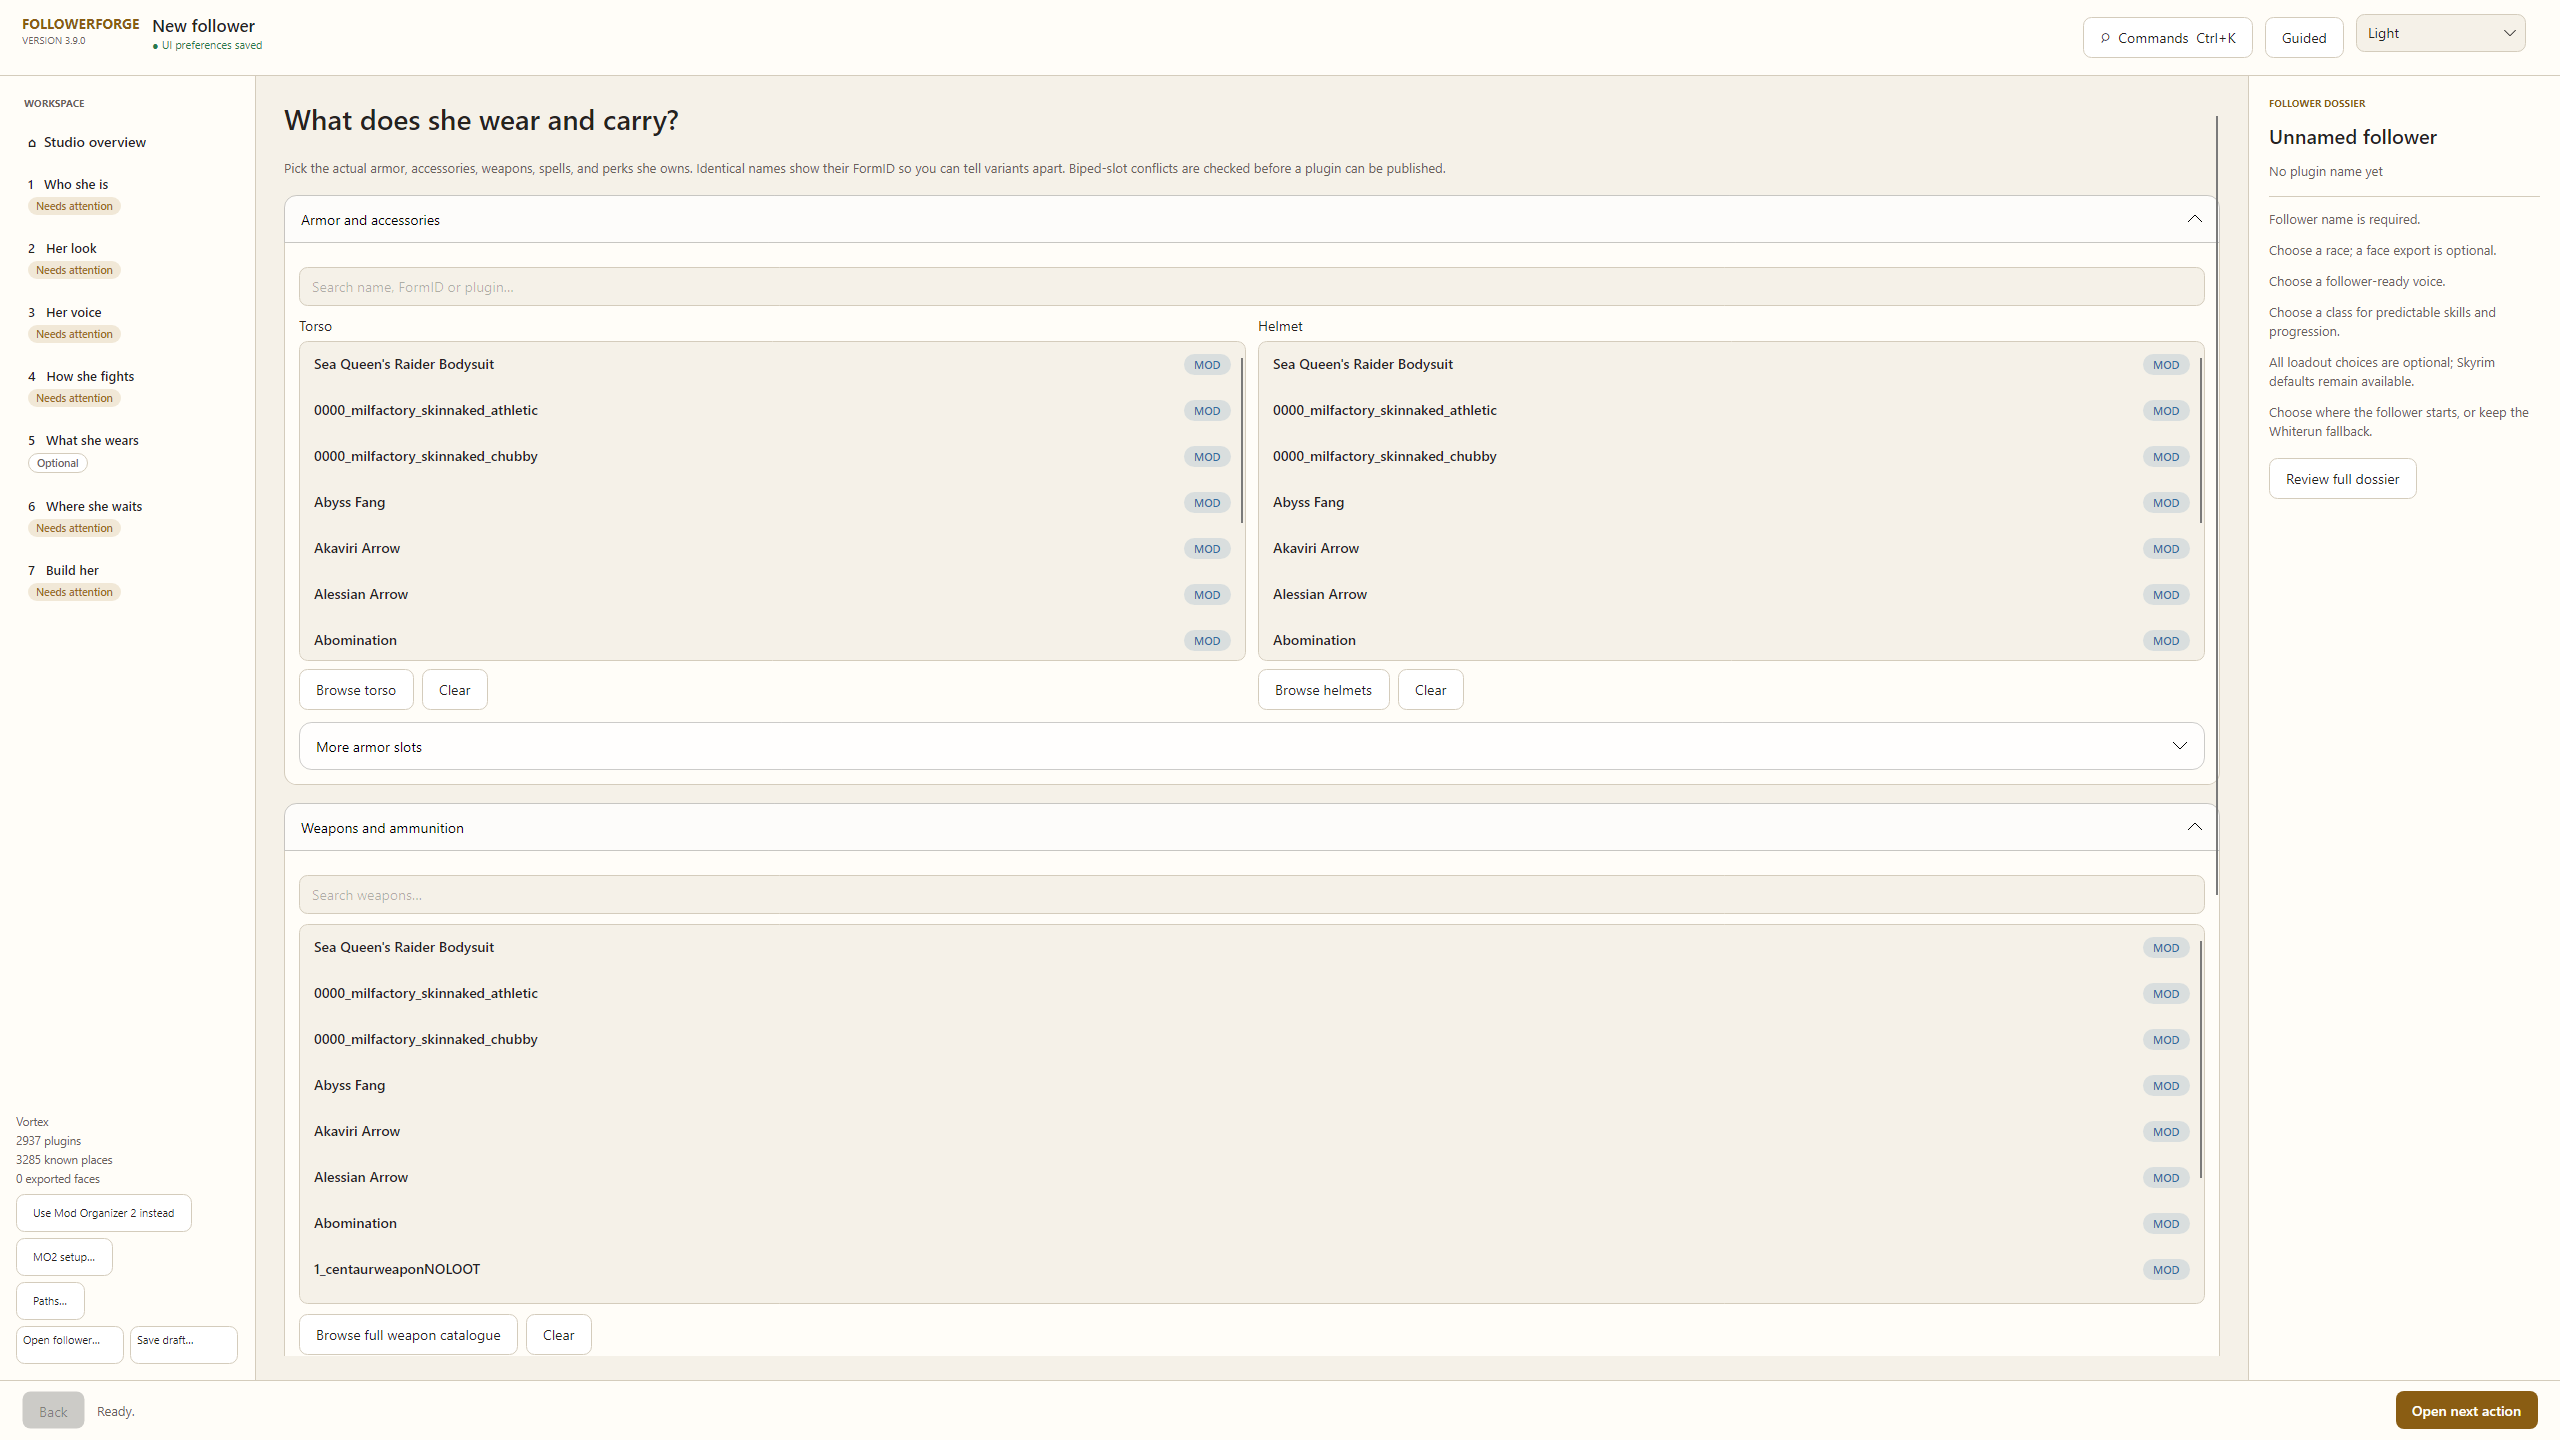 FOLLOWERFORGE
VERSION 3.9.0
New follower
● UI preferences saved
Commands Ctrl+K
Guided
Light
WORKSPACE
Studio overview
1 Who she is
Needs attention
2 Her look
Needs attention
3 Her voice
Needs attention
4 How she fights
Needs attention
5 What she wears
Optional
6 Where she waits
Needs attention
7 Build her
Needs attention
Vortex
2937 plugins
3285 known places
0 exported faces
Use Mod Organizer 2 instead
MO2 setup...
Paths...
Open follower...
Save draft...
What does she wear and carry?
Pick the actual armor, accessories, weapons, spells, and perks she owns. Identical names show their FormID so you can tell variants apart. Biped-slot conflicts are checked before a plugin can be published.
Armor and accessories
Search name, FormID or plugin...
Torso
Sea Queen's Raider Bodysuit MOD
0000_milfactory_skinnaked_athletic MOD
0000_milfactory_skinnaked_chubby MOD
Abyss Fang MOD
Akaviri Arrow MOD
Alessian Arrow MOD
Abomination MOD
Browse torso
Clear
Helmet
Sea Queen's Raider Bodysuit MOD
0000_milfactory_skinnaked_athletic MOD
0000_milfactory_skinnaked_chubby MOD
Abyss Fang MOD
Akaviri Arrow MOD
Alessian Arrow MOD
Abomination MOD
Browse helmets
Clear
More armor slots
Weapons and ammunition
Search weapons...
Sea Queen's Raider Bodysuit MOD
0000_milfactory_skinnaked_athletic MOD
0000_milfactory_skinnaked_chubby MOD
Abyss Fang MOD
Akaviri Arrow MOD
Alessian Arrow MOD
Abomination MOD
1_centaurweaponNOLOOT MOD
Browse full weapon catalogue
Clear
FOLLOWER DOSSIER
Unnamed follower
No plugin name yet
Follower name is required.
Choose a race; a face export is optional.
Choose a follower-ready voice.
Choose a class for predictable skills and
progression.
All loadout choices are optional; Skyrim
defaults remain available.
Choose where the follower starts, or keep the
Whiterun fallback.
Review full dossier
Back
Ready.
Open next action